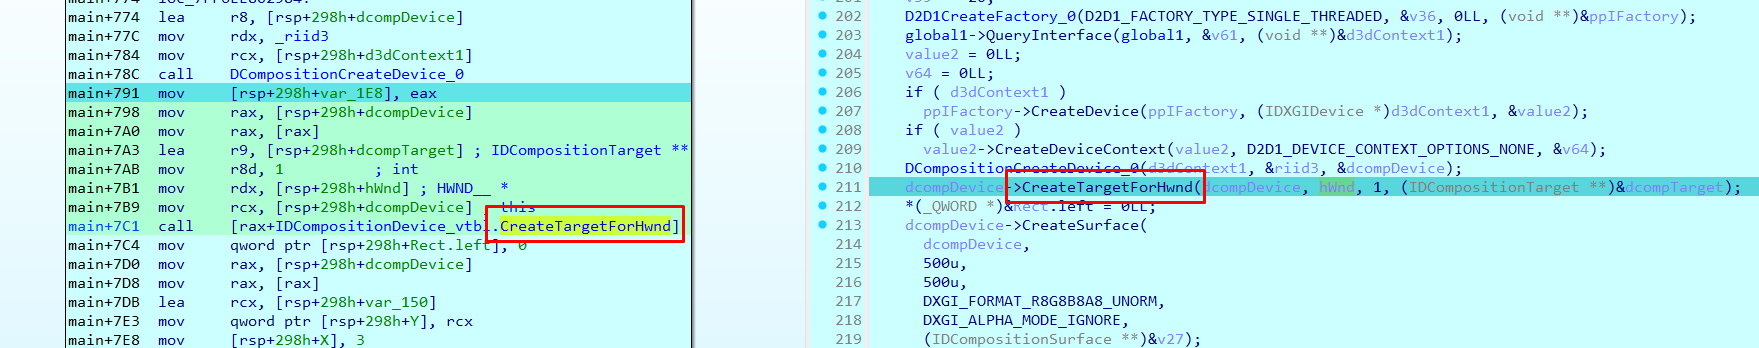 main+774 lea r8, [rsp+298h+dcompDevice]
main+77C mov rdx, _riid3
main+784 mov rcx, [rsp+298h+d3dContext1]
main+78C call DCompositionCreateDevice_0
main+791 mov [rsp+298h+var_1E8], eax
main+798 mov rax, [rsp+298h+dcompDevice]
main+7A0 mov rax, [rax]
main+7A3 lea r9, [rsp+298h+dcompTarget] ; IDCompositionTarget **
main+7AB mov r8d, 1 ; int
main+7B1 mov rdx, [rsp+298h+hWnd] ; HWND__ *
main+7B9 mov rcx, [rsp+298h+dcompDevice] this
main+7C1 call [rax+IDCompositionDevice_vtbl.CreateTargetForHwnd]
main+7C4 mov qword ptr [rsp+298h+Rect.left], 0
main+7D0 mov rax, [rsp+298h+dcompDevice]
main+7D8 mov rax, [rax]
main+7DB lea rcx, [rsp+298h+var_150]
main+7E3 mov qword ptr [rsp+298h+Y], rcx
main+7E8 mov [rsp+298h+X], 3
202 D2D1CreateFactory_0(D2D1_FACTORY_TYPE_SINGLE_THREADED, &v36, 0LL, (void **)&ppIFactory);
203 global1->QueryInterface(global1, &v61, (void **)&d3dContext1);
204 value2 = 0LL;
205 v64 = 0LL;
206 if ( d3dContext1 )
207 ppIFactory->CreateDevice(ppIFactory, (IDXGIDevice *)d3dContext1, &value2);
208 if ( value2 )
209 value2->CreateDeviceContext(value2, D2D1_DEVICE_CONTEXT_OPTIONS_NONE, &v64);
210 DCompositionCreateDevice_0(d3dContext1, &riid3, &dcompDevice);
211 dcompDevice->CreateTargetForHwnd(dcompDevice, hWnd, 1, (IDCompositionTarget **)&dcompTarget);
212 *(_QWORD *)&Rect.left = 0LL;
213 dcompDevice->CreateSurface(
214 dcompDevice,
215 500u,
216 500u,
217 DXGI_FORMAT_R8G8B8A8_UNORM,
218 DXGI_ALPHA_MODE_IGNORE,
219 (IDCompositionSurface **)&v27);